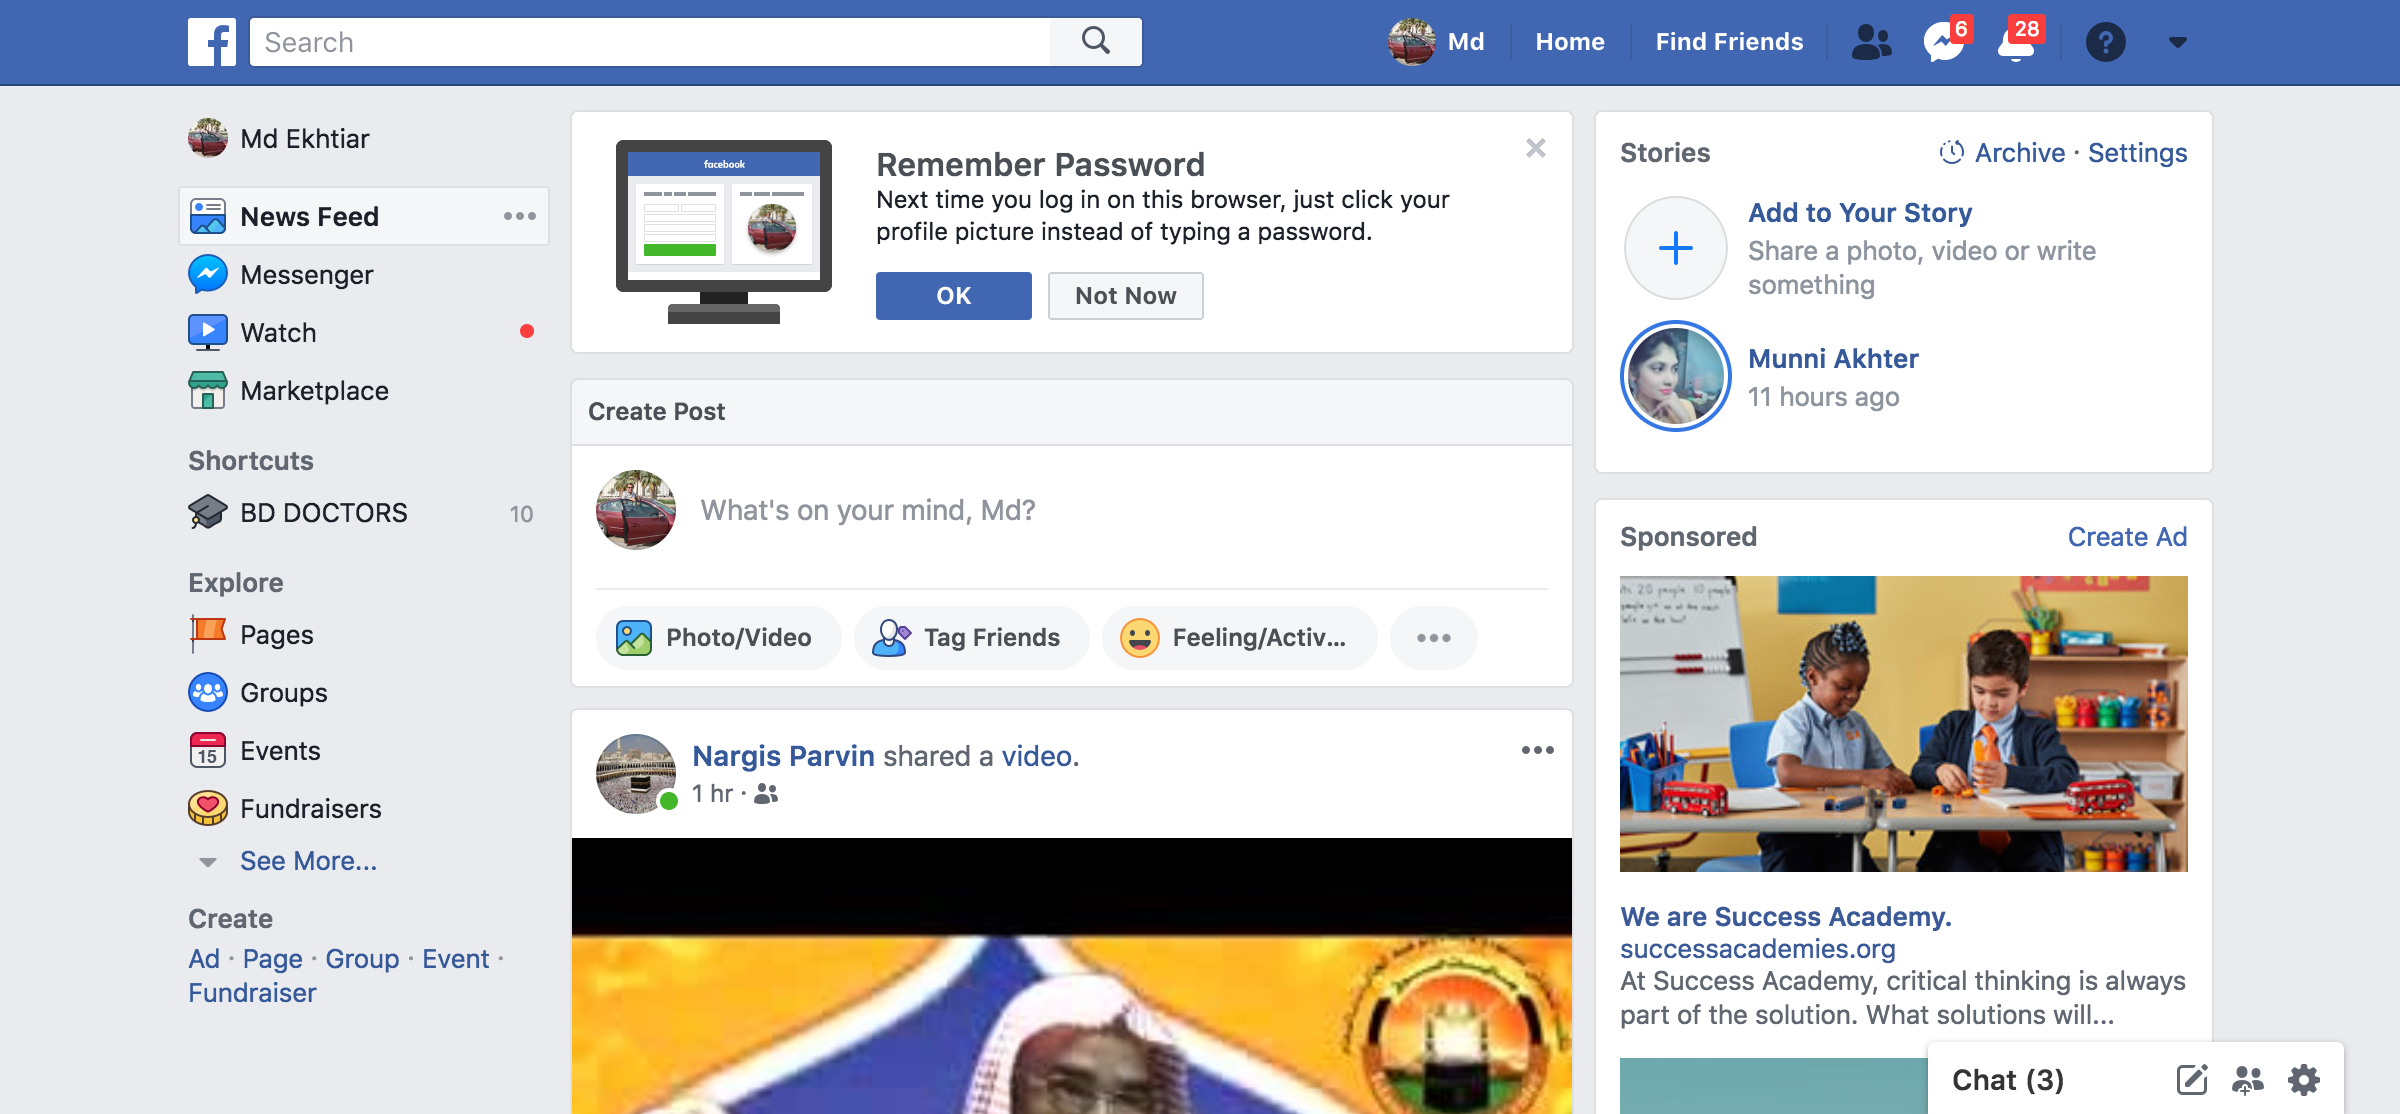 Search
Md
Home
Find Friends
6
28
?
Md Ekhtiar
News Feed
Messenger
Watch
Marketplace
Shortcuts
BD DOCTORS
10
Explore
Pages
Groups
15
Events
Fundraisers
See More...
Create
Ad · Page · Group · Event ·
Fundraiser
facebook
Remember Password
Next time you log in on this browser, just click your
profile picture instead of typing a password.
OK
Not Now
Create Post
What's on your mind, Md?
Photo/Video
Tag Friends
Feeling/Activ...
Nargis Parvin shared a video.
1 hr ·
Stories
Archive · Settings
Add to Your Story
Share a photo, video or write
something
Munni Akhter
11 hours ago
Sponsored
Create Ad
We are Success Academy.
successacademies.org
At Success Academy, critical thinking is always
part of the solution. What solutions will...
Chat (3)